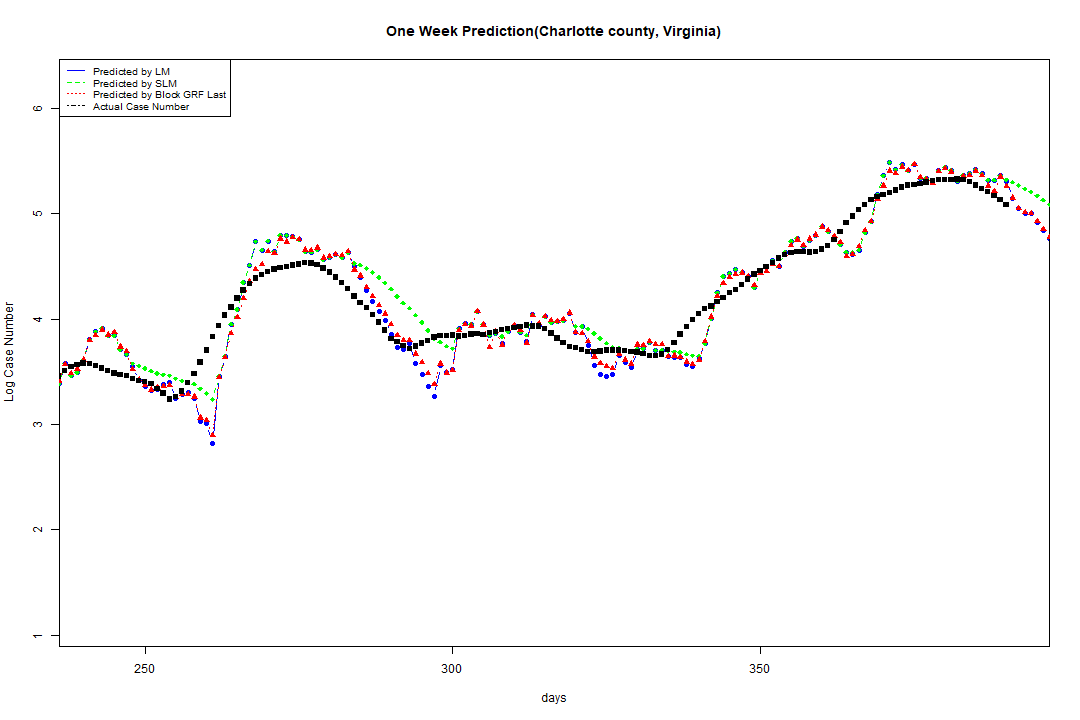 One Week Prediction(Charlotte county, Virginia)
Predicted by LM
Predicted by SLM
Predicted by Block GRF Last
Actual Case Number
6
5
4
3
2
1
Log Case Number
250
300
350
days